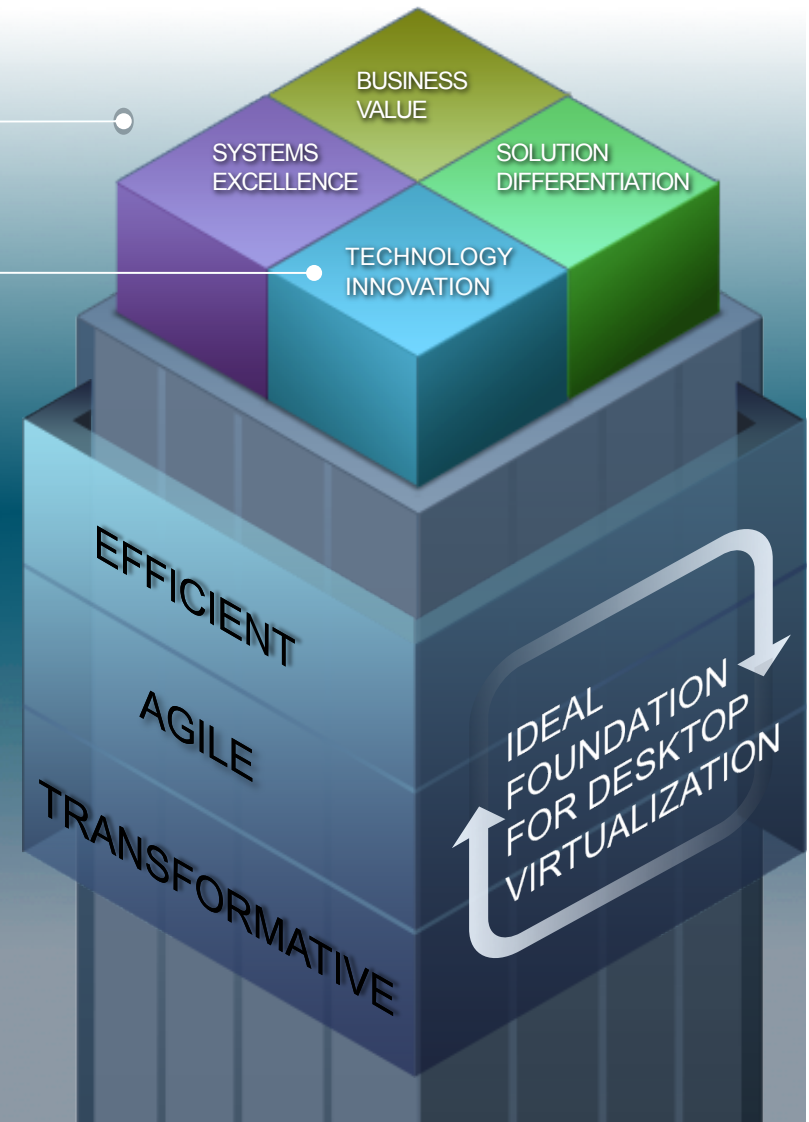 BUSINESS
VALUE
SYSTEMS
EXCELLENCE
SOLUTION
DIFFERENTIATION
TECHNOLOGY
INNOVATION
EFFICIENT
AGILE
TRANSFORMATIVE
IDEAL
FOUNDATION
FOR DESKTOP
VIRTUALIZATION